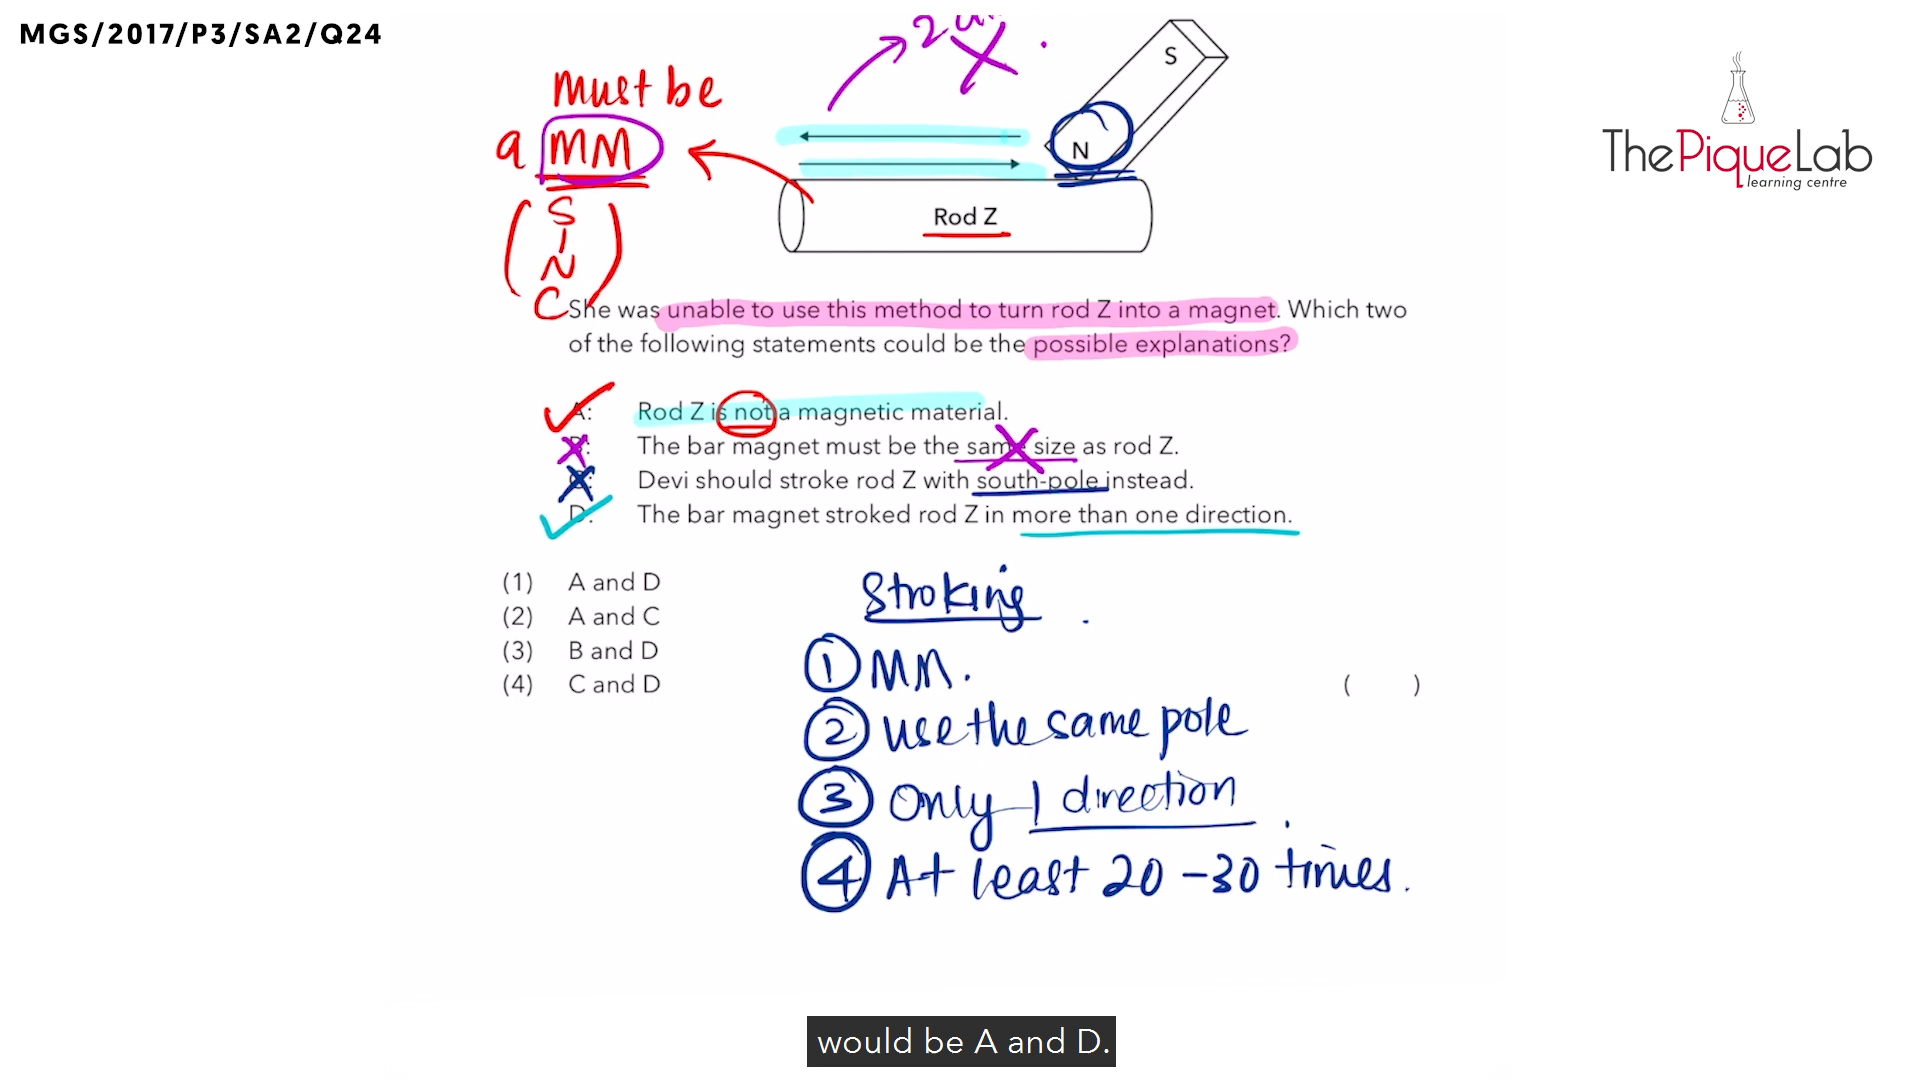 MGS/2017/P3/SA2/Q24
must be
a MM
S
I
N
C
2
S
N
Rod Z
ThePiqueLab
learning centre
She was unable to use this method to turn rod Z into a magnet. Which two
of the following statements could be the possible explanations?
A: Rod Z is not a magnetic material.
B: The bar magnet must be the same size as rod Z.
C: Devi should stroke rod Z with south-pole instead.
D: The bar magnet stroked rod Z in more than one direction.
(1) A and D
(2) A and C
(3) B and D
(4) C and D
( )
Stroking
① MM.
② use the same pole
③ Only 1 direction
④ At least 20-30 times.
would be A and D.